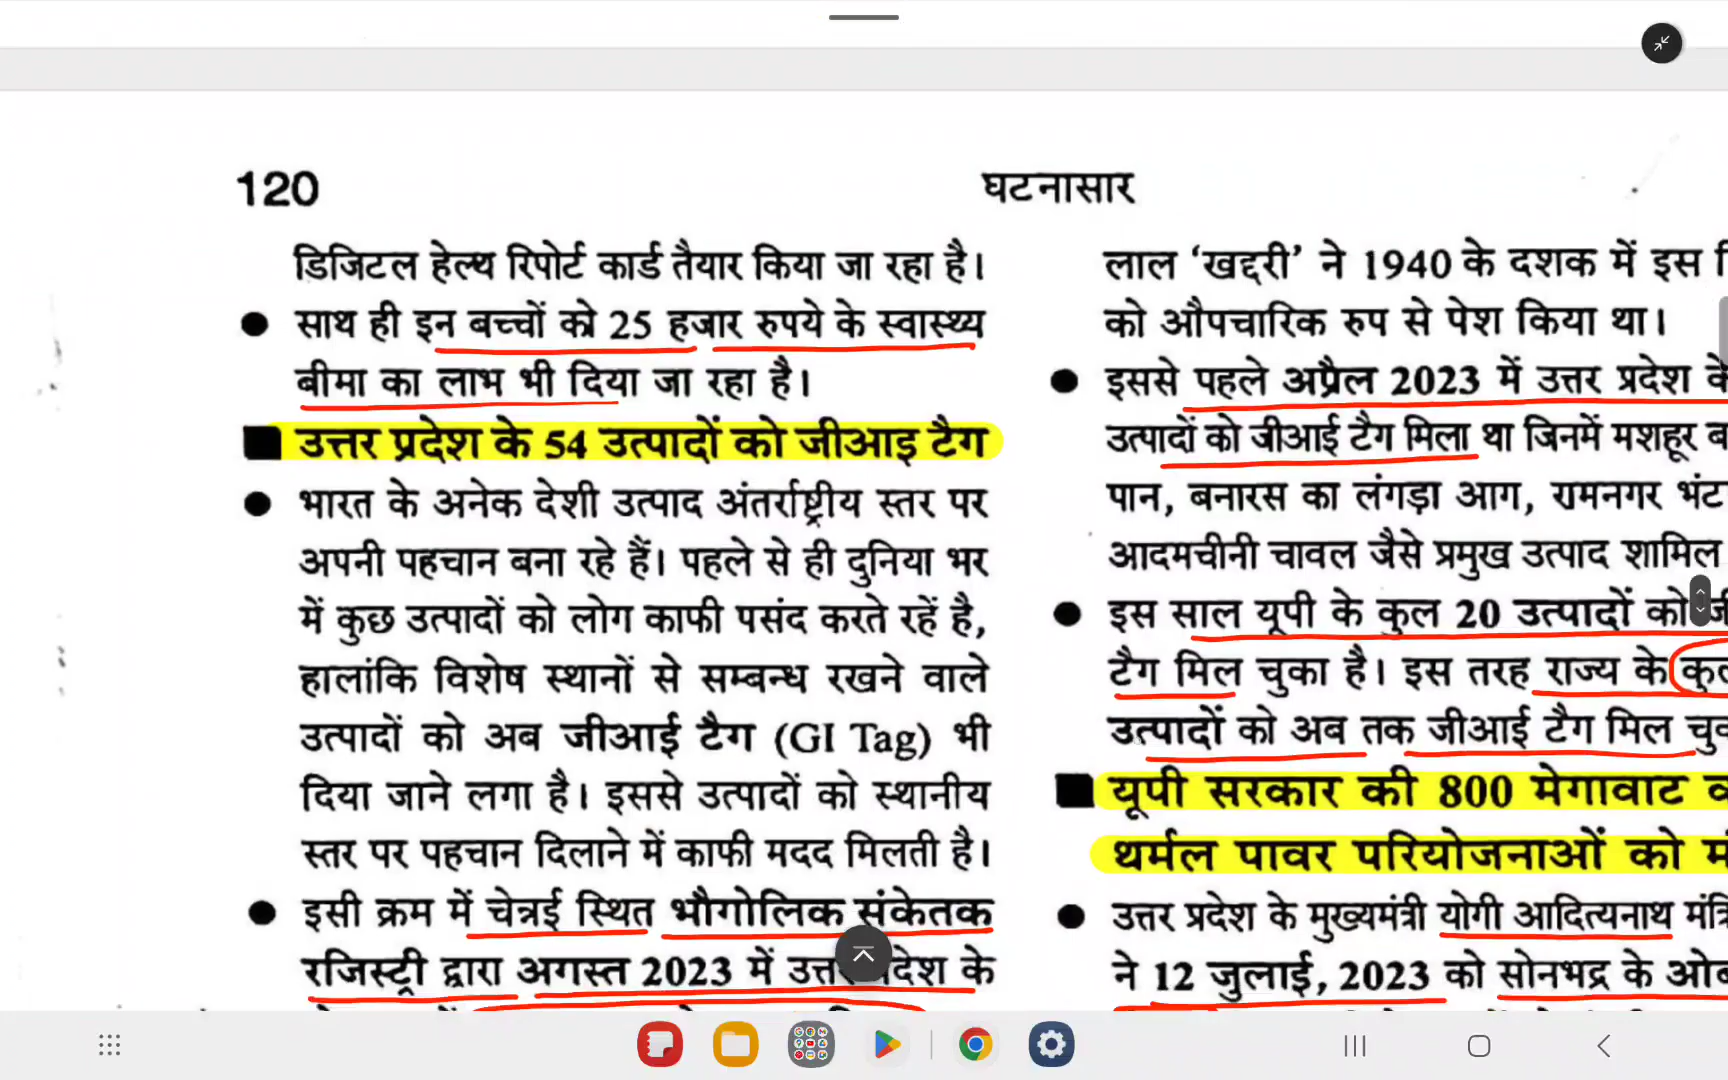 120
घटनासार
डिजिटल हेल्थ रिपोर्ट कार्ड तैयार किया जा रहा है।
साथ ही इन बच्चों को 25 हजार रुपये के स्वास्थ्य
बीमा का लाभ भी दिया जा रहा है।
उत्तर प्रदेश के 54 उत्पादों को जीआइ टैग
भारत के अनेक देशी उत्पाद अंतर्राष्ट्रीय स्तर पर
अपनी पहचान बना रहे हैं। पहले से ही दुनिया भर
में कुछ उत्पादों को लोग काफी पसंद करते रहें है,
हालांकि विशेष स्थानों से सम्बन्ध रखने वाले
उत्पादों को अब जीआई टैग (GI Tag) भी
दिया जाने लगा है। इससे उत्पादों को स्थानीय
स्तर पर पहचान दिलाने में काफी मदद मिलती है।
इसी क्रम में चेन्नई स्थित भौगोलिक संकेतक
रजिस्ट्री द्वारा अगस्त 2023 में उत्तर प्रदेश के
लाल ‘खद्दरी’ ने 1940 के दशक में इस
को औपचारिक रुप से पेश किया था।
इससे पहले अप्रैल 2023 में उत्तर प्रदेश के
उत्पादों को जीआई टैग मिला था जिनमें मशहूर
पान, बनारस का लंगड़ा आग, रामनगर
आदमचीनी चावल जैसे प्रमुख उत्पाद शामिल
इस साल यूपी के कुल 20 उत्पादों को
टैग मिल चुका है। इस तरह राज्य के
उत्पादों को अब तक जीआई टैग मिल
यूपी सरकार की 800 मेगावाट
थर्मल पावर परियोजनाओं को
उत्तर प्रदेश के मुख्यमंत्री योगी आदित्यनाथ
ने 12 जुलाई, 2023 को सोनभद्र के